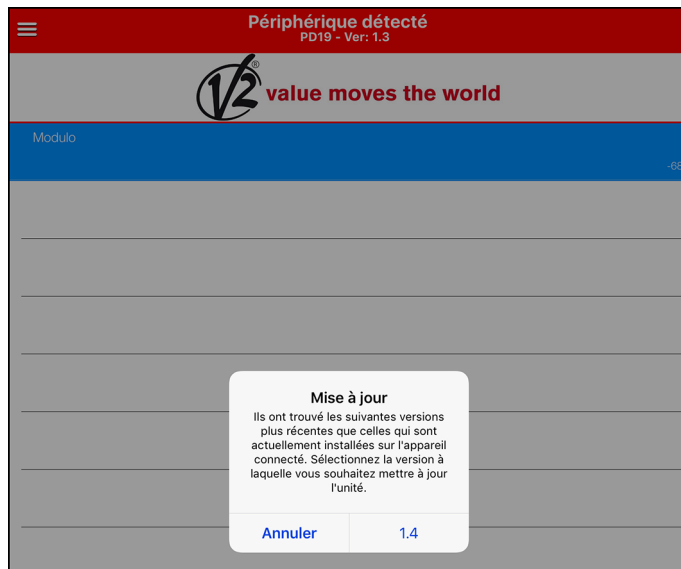 Périphérique détecté
PD19 - Ver: 1.3
V2®
value moves the world
Modulo
-68
Mise à jour
Ils ont trouvé les suivantes versions
plus récentes que celles qui sont
actuellement installées sur l'appareil
connecté. Sélectionnez la version à
laquelle vous souhaitez mettre à jour
l'unité.
Annuler
1.4